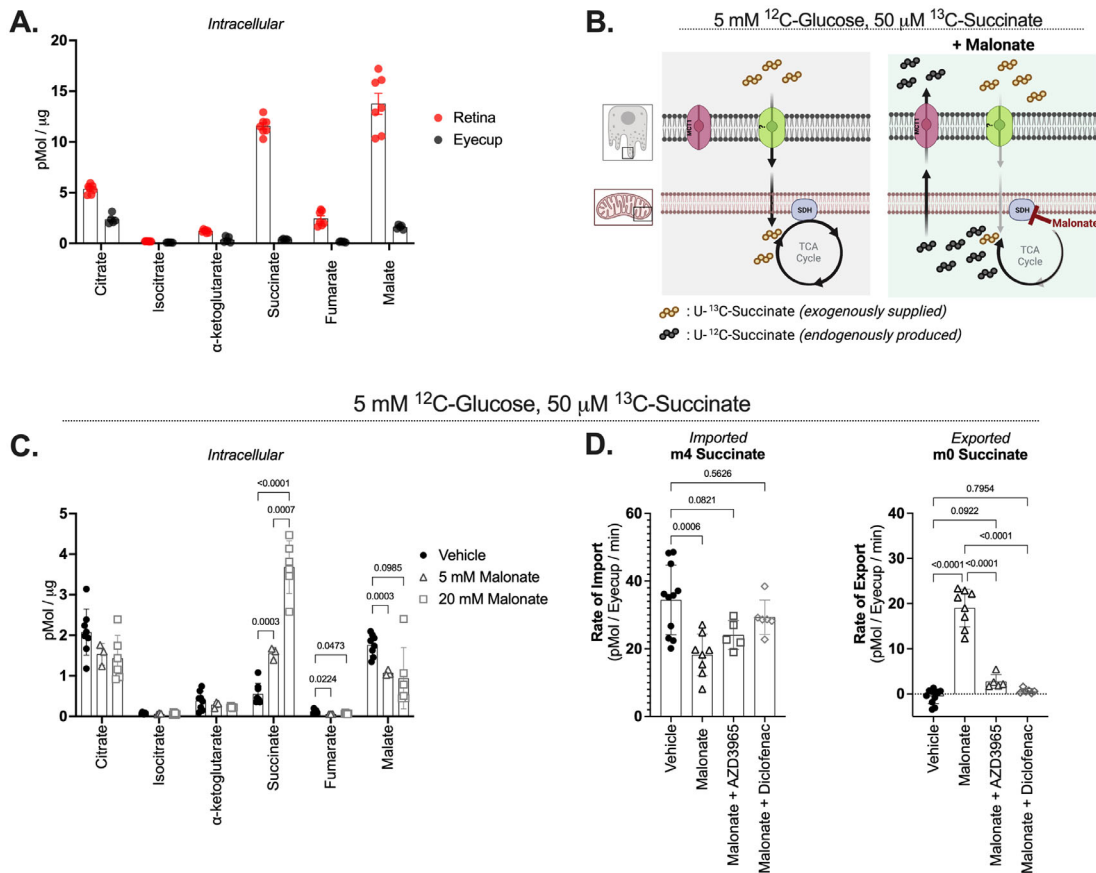 A.
Intracellular
pMol / μg
20
15
10
5
0
Retina
Eyecup
Citrate
Isocitrate
α-ketoglutarate
Succinate
Fumarate
Malate
B.
5 mM ¹²C-Glucose, 50 μM ¹³C-Succinate
+ Malonate
MCT1
?
MCT1
?
SDH
TCA
Cycle
SDH
Malonate
TCA
Cycle
: U-¹³C-Succinate (exogenously supplied)
: U-¹²C-Succinate (endogenously produced)
5 mM ¹²C-Glucose, 50 μM ¹³C-Succinate
C.
Intracellular
pMol / μg
5
4
3
2
1
0
<0.0001
0.0007
0.0003
0.0473
0.0224
0.0985
0.0003
Vehicle
5 mM Malonate
20 mM Malonate
Citrate
Isocitrate
α-ketoglutarate
Succinate
Fumarate
Malate
D.
Imported
m4 Succinate
0.5626
0.0821
0.0006
Rate of Import
(pMol / Eyecup / min)
60
40
20
0
Vehicle
Malonate
Malonate + AZD3965
Malonate + Diclofenac
Exported
m0 Succinate
0.7954
0.0922
<0.0001
<0.0001
<0.0001
Rate of Export
(pMol / Eyecup / min)
40
30
20
10
0
Vehicle
Malonate
Malonate + AZD3965
Malonate + Diclofenac